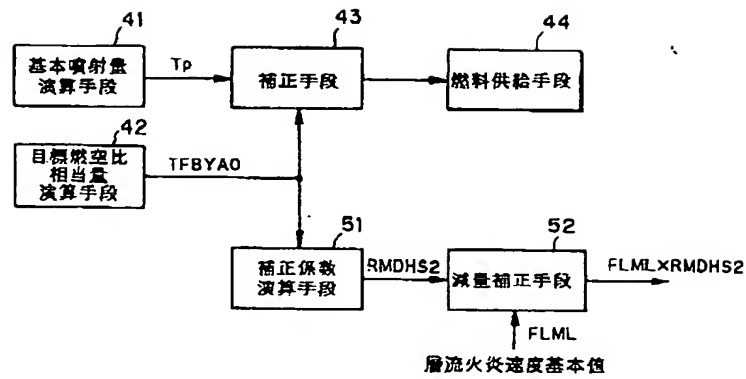 41
基本噴射量
演算手段
Tp
43
補正手段
44
燃料供給手段
42
目標燃空比
相当量
演算手段
TFBYA0
51
補正係数
演算手段
RMDHS2
52
減量補正手段
FLML×RMDHS2
FLML
層流火炎速度基本値